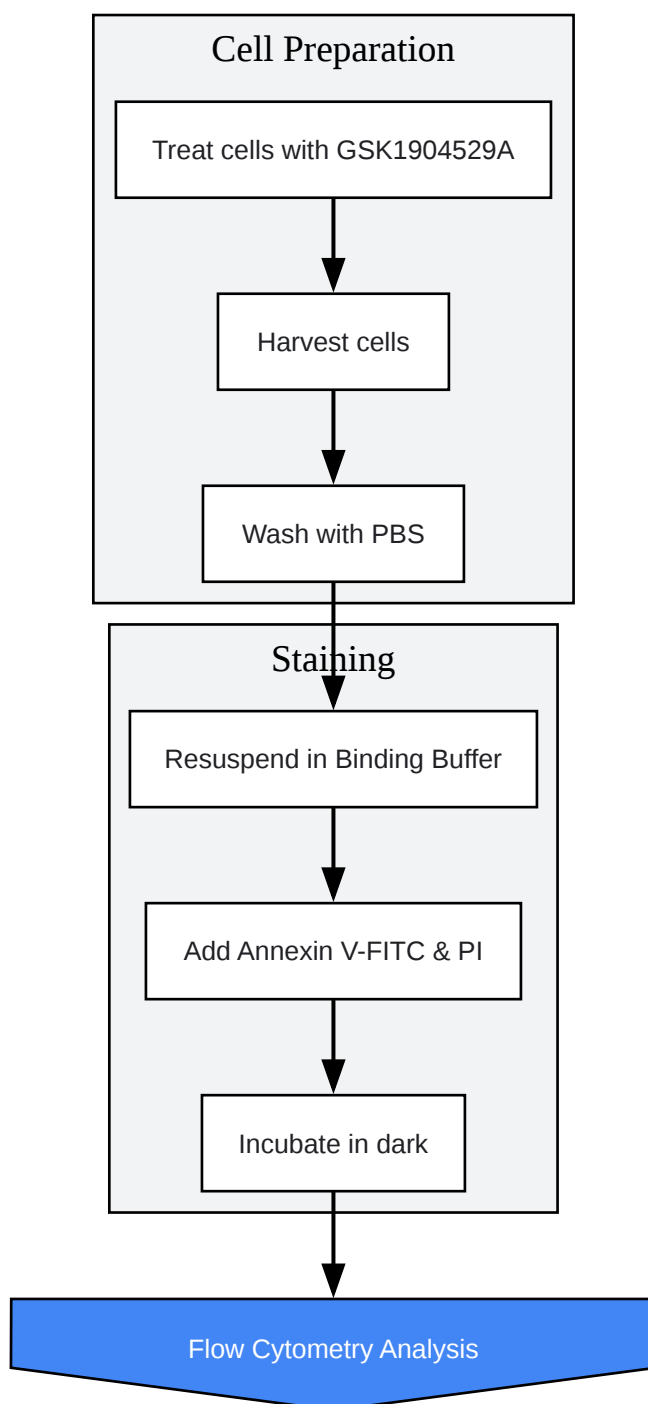 Cell Preparation
Treat cells with GSK1904529A
Harvest cells
Wash with PBS
Staining
Resuspend in Binding Buffer
Add Annexin V-FITC & PI
Incubate in dark
Flow Cytometry Analysis